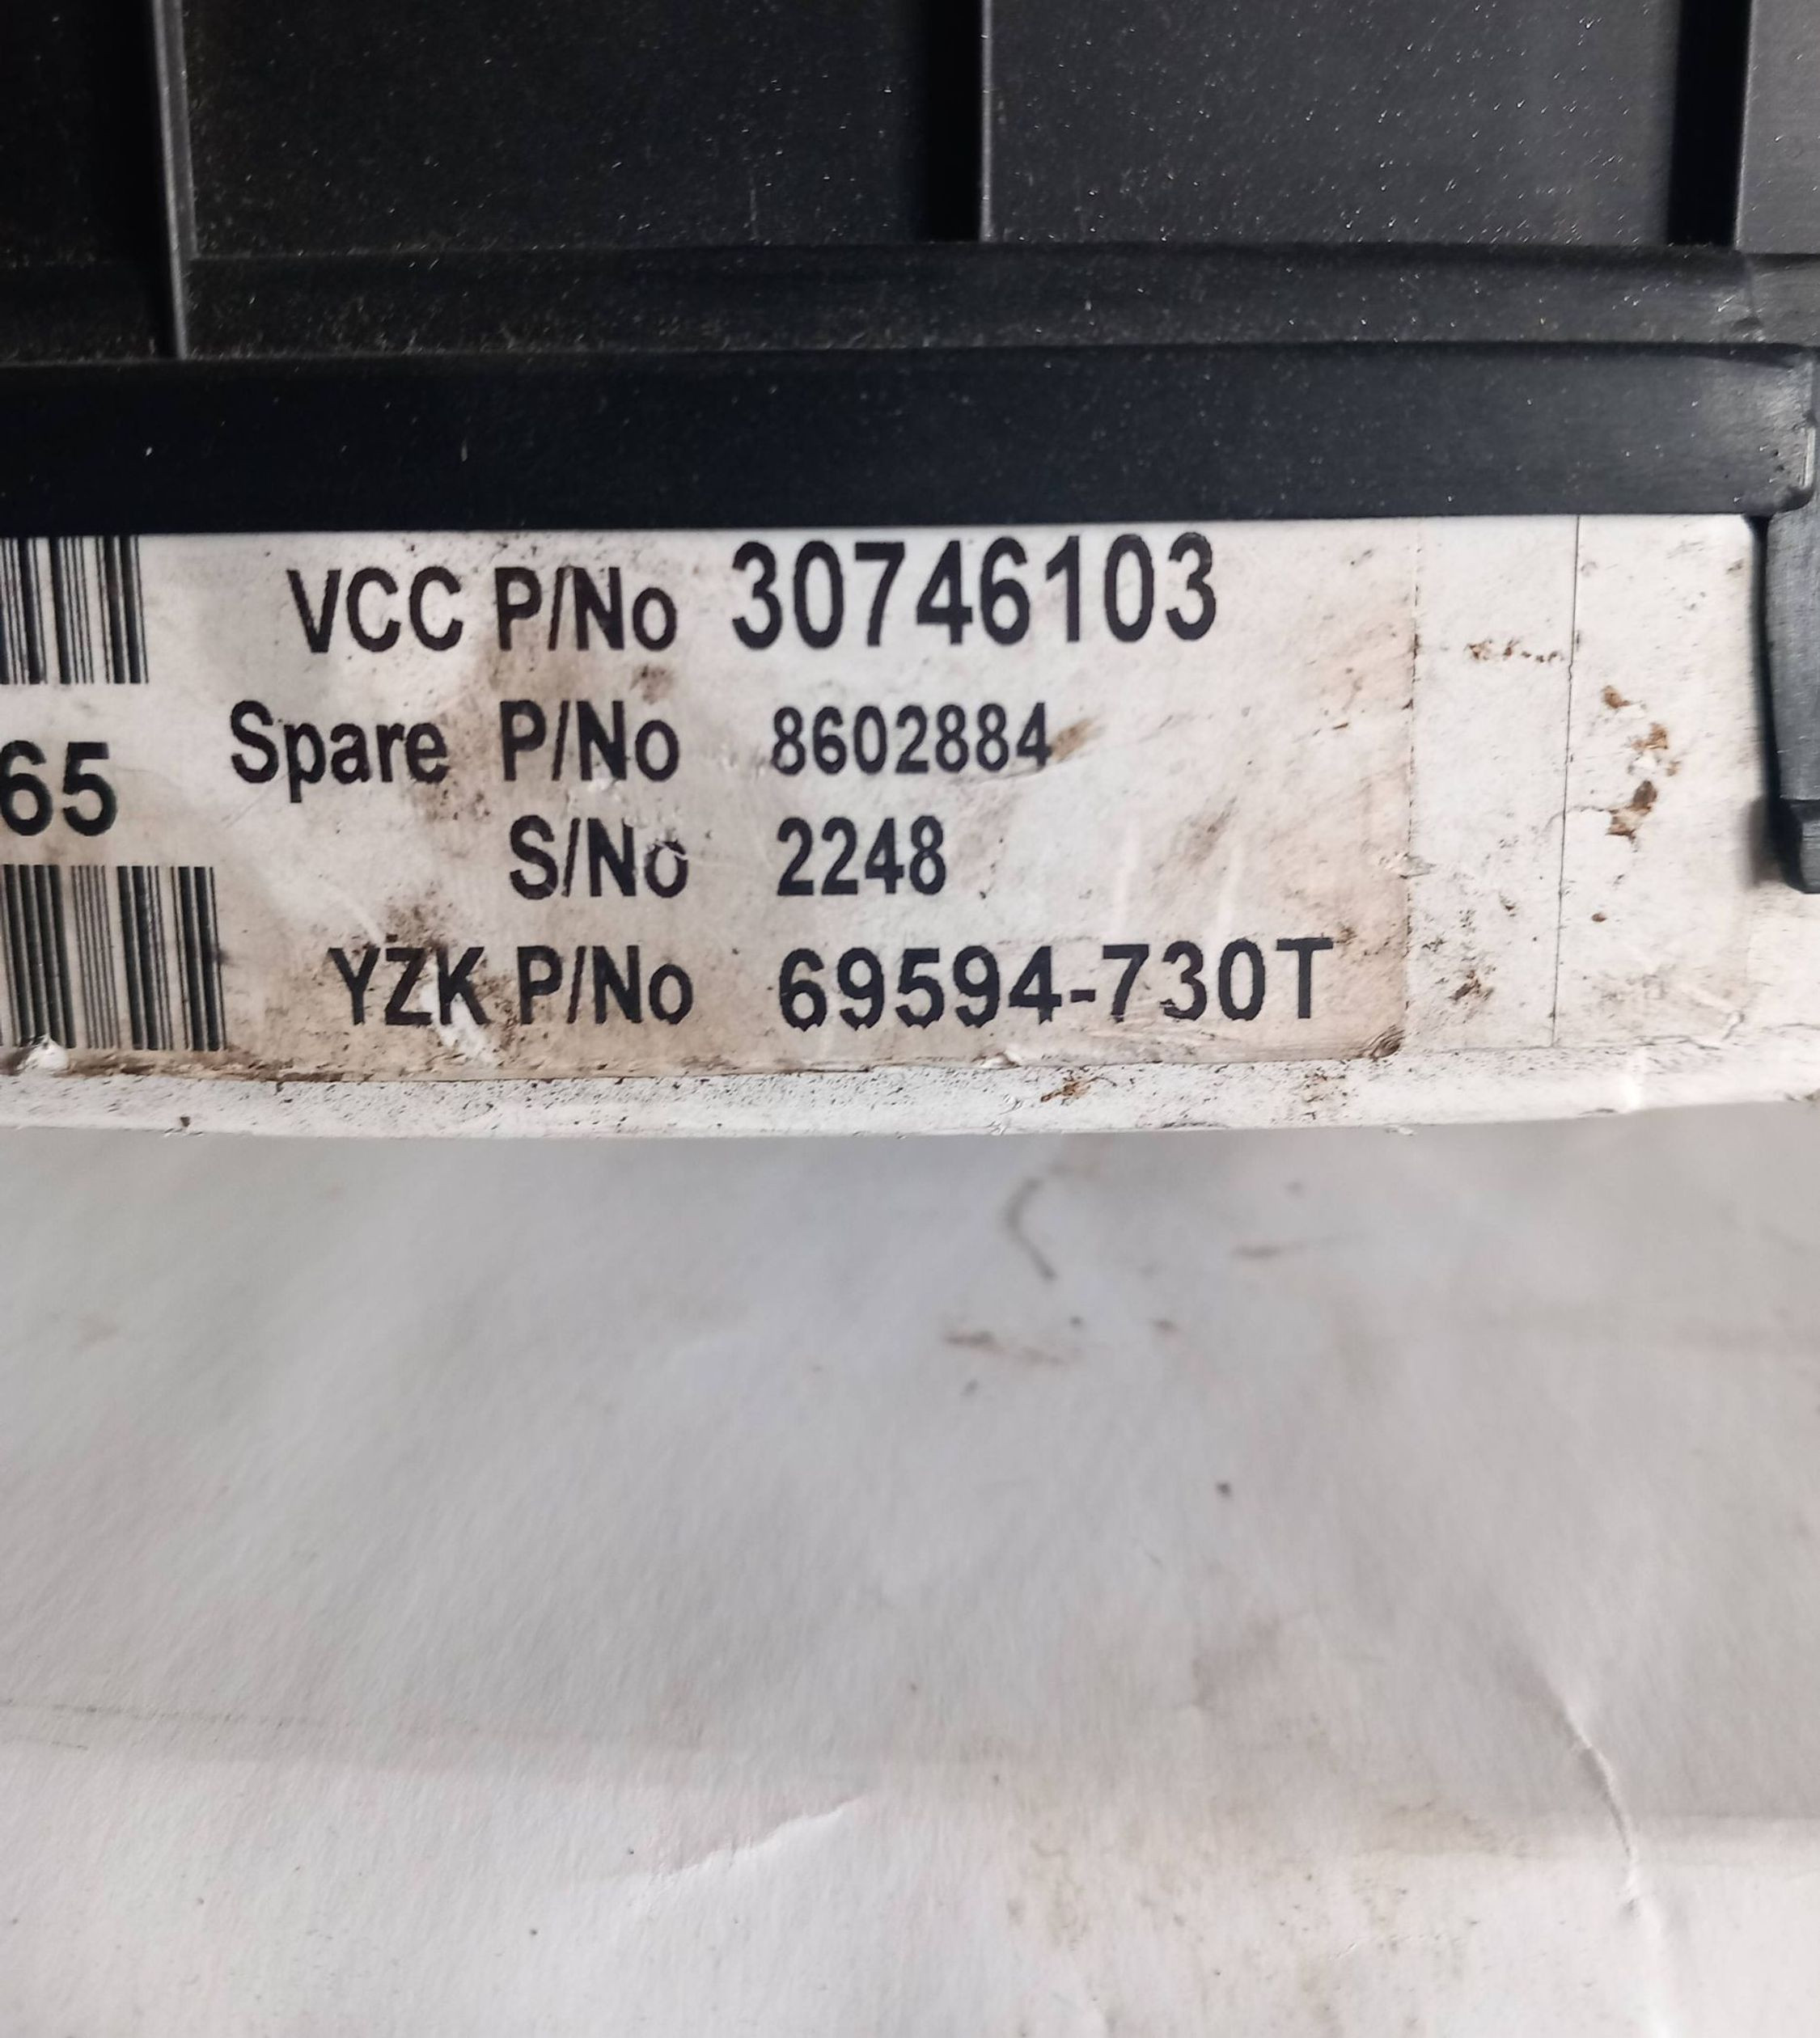 VCC P/No 30746103
Spare P/No 8602884
65
S/No 2248
YZK P/No 69594-730T